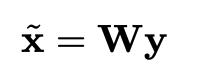 x̃ = Wy